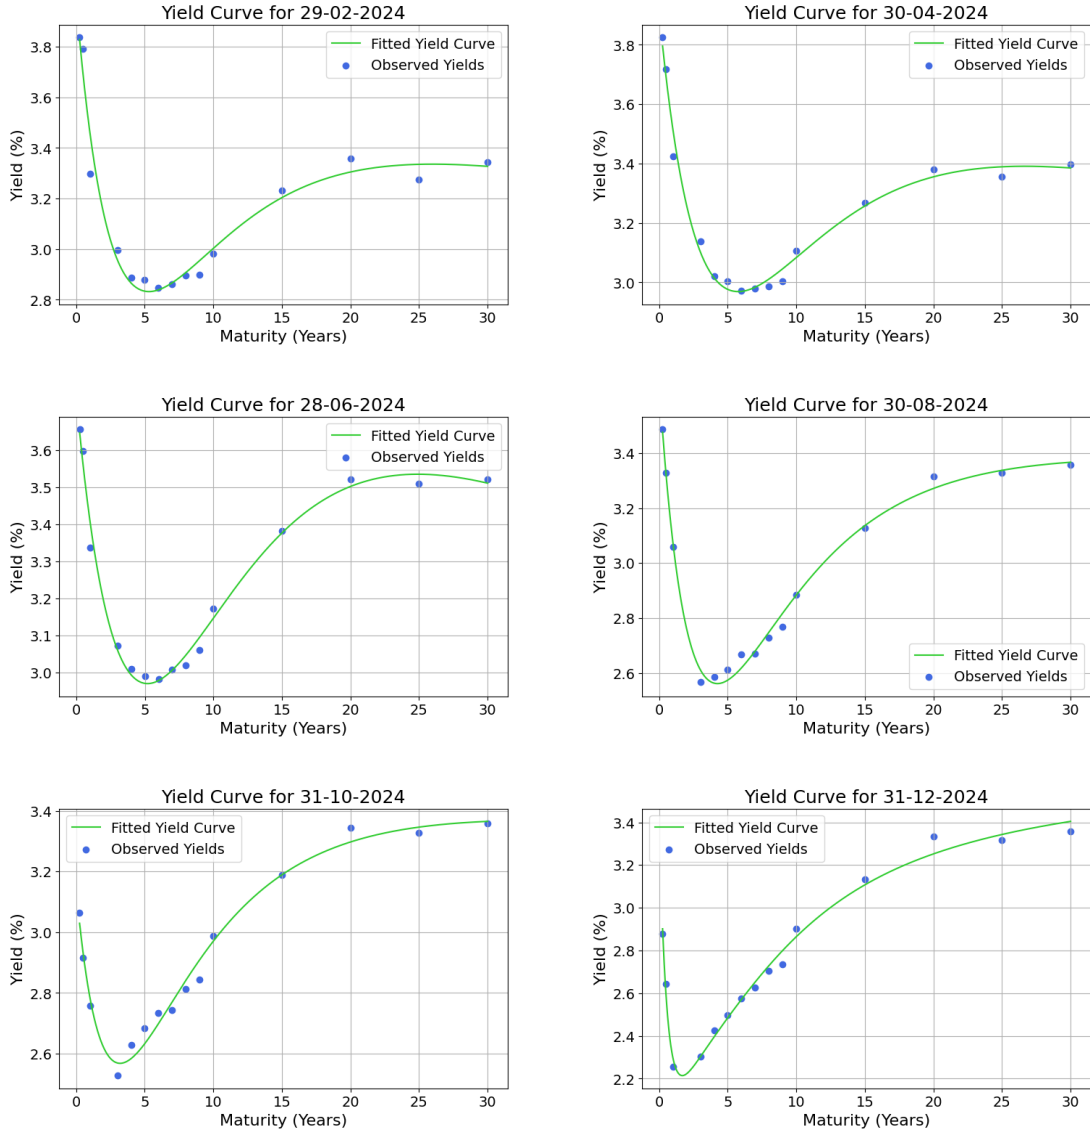 Yield Curve for 29-02-2024
Fitted Yield Curve
Observed Yields
Yield (%)
3.8
3.6
3.4
3.2
3.0
2.8
0 5 10 15 20 25 30
Maturity (Years)
Yield Curve for 30-04-2024
Fitted Yield Curve
Observed Yields
Yield (%)
3.8
3.6
3.4
3.2
3.0
0 5 10 15 20 25 30
Maturity (Years)
Yield Curve for 28-06-2024
Fitted Yield Curve
Observed Yields
Yield (%)
3.6
3.5
3.4
3.3
3.2
3.1
3.0
0 5 10 15 20 25 30
Maturity (Years)
Yield Curve for 30-08-2024
Yield (%)
3.4
3.2
3.0
2.8
2.6
Fitted Yield Curve
Observed Yields
0 5 10 15 20 25 30
Maturity (Years)
Yield Curve for 31-10-2024
Fitted Yield Curve
Observed Yields
Yield (%)
3.4
3.2
3.0
2.8
2.6
0 5 10 15 20 25 30
Maturity (Years)
Yield Curve for 31-12-2024
Fitted Yield Curve
Observed Yields
Yield (%)
3.4
3.2
3.0
2.8
2.6
2.4
2.2
0 5 10 15 20 25 30
Maturity (Years)